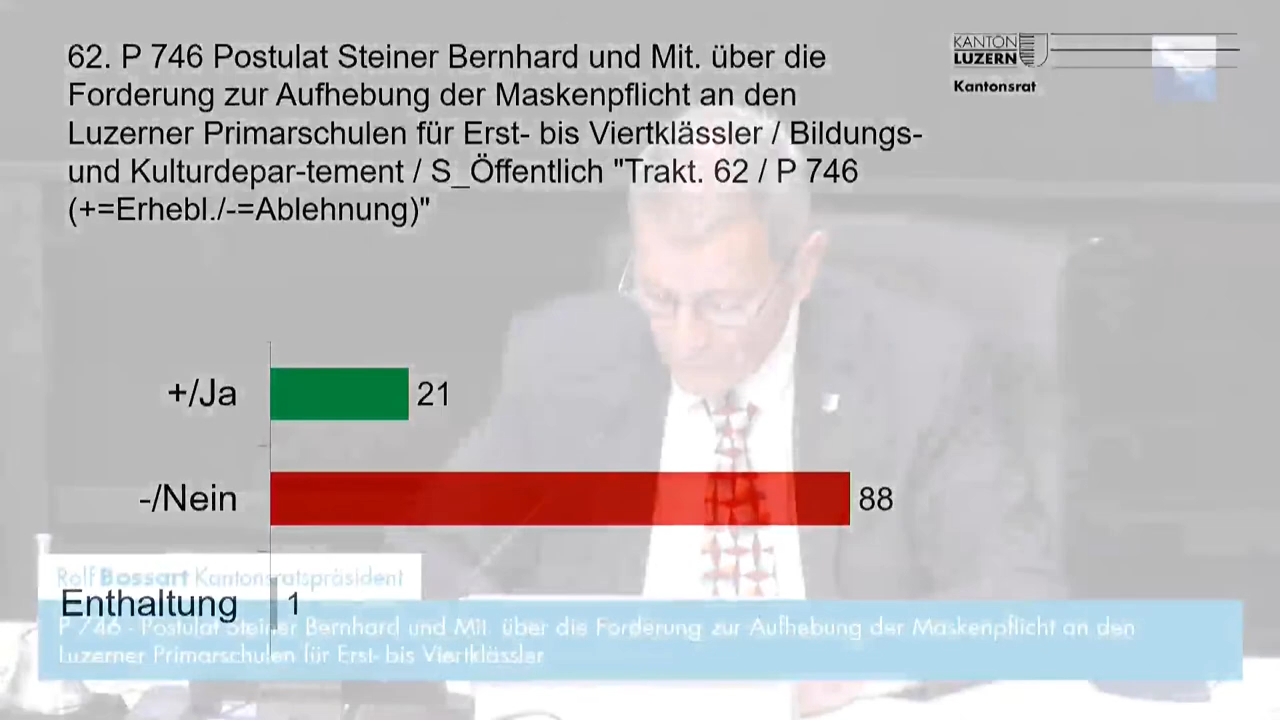 62. P 746 Postulat Steiner Bernhard und Mit. über die
Forderung zur Aufhebung der Maskenpflicht an den
Luzerner Primarschulen für Erst- bis Viertklässler / Bildungs-
und Kulturdepar-tement / S_Öffentlich "Trakt. 62 / P 746
(+=Erhebl./-=Ablehnung)"
KANTON
LUZERN
Kantonsrat
+/Ja 21
-/Nein 88
Rolf Bossart Kantonsratspräsident
Enthaltung 1
P 746 - Postulat Steiner Bernhard und Mit. über die Forderung zur Aufhebung der Maskenpflicht an den
Luzerner Primarschulen für Erst- bis Viertklässler